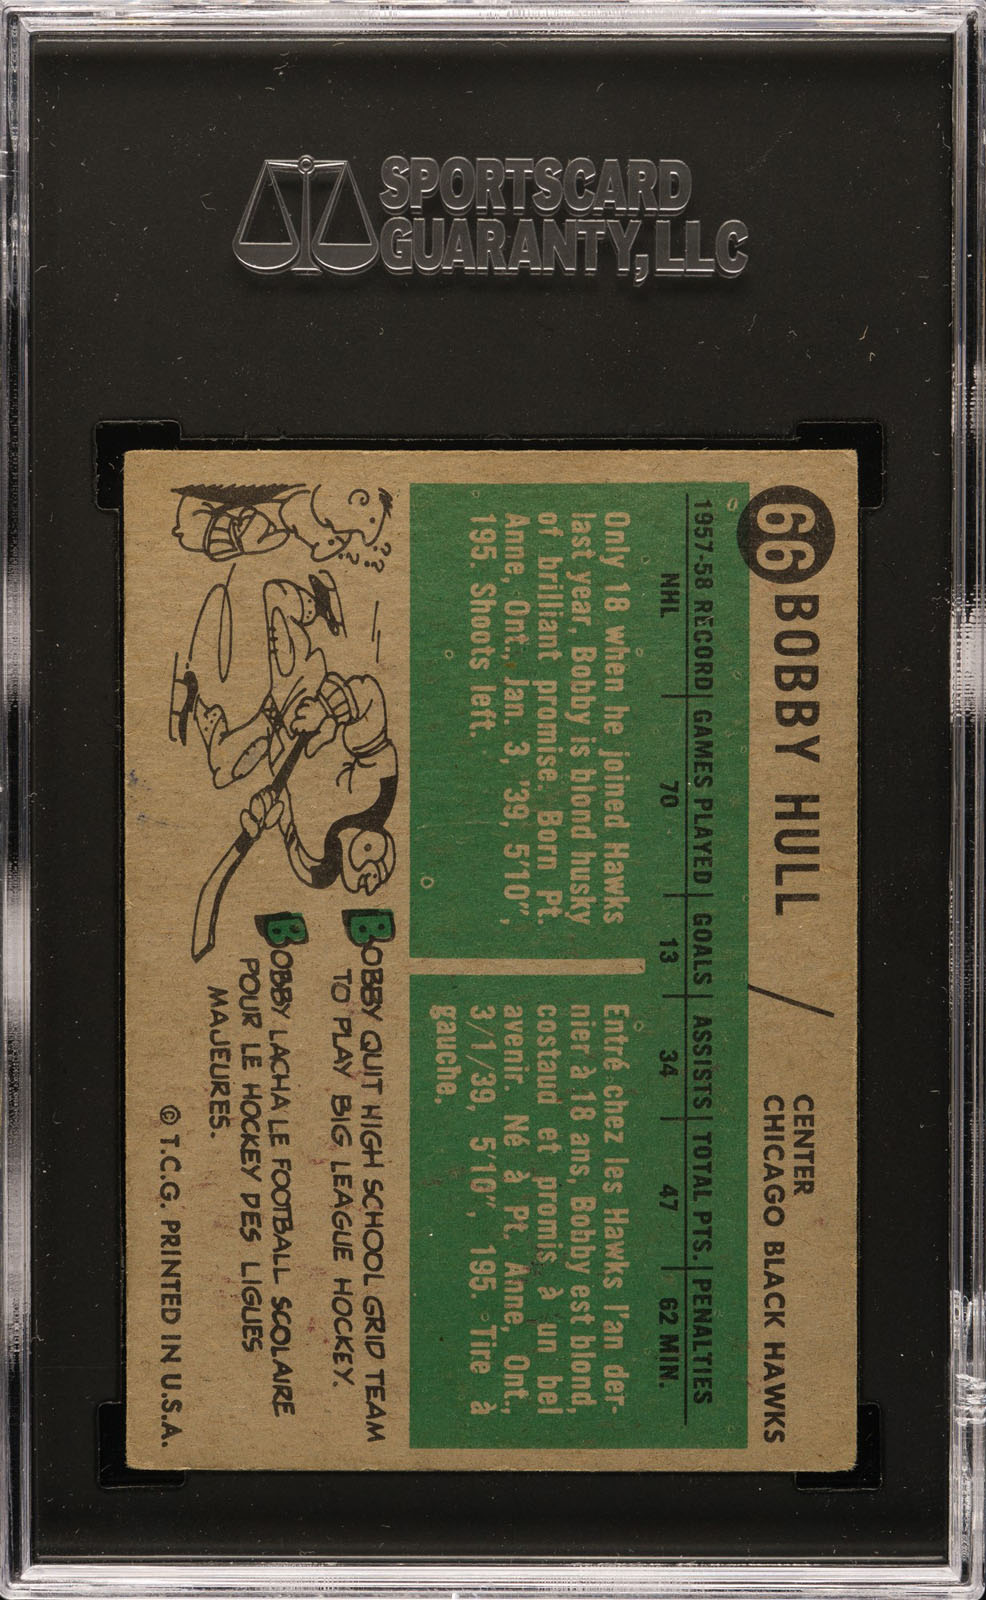 SPORTSCARD
GUARANTY, LLC
66 BOBBY HULL / CENTER
CHICAGO BLACK HAWKS
1957-58 RECORD GAMES PLAYED GOALS ASSISTS TOTAL PTS. PENALTIES
NHL 70 13 34 47 62 MIN.
Only 18 when he joined Hawks
last year, Bobby is blond husky
of brilliant promise. Born Pt.
Anne, Ont., Jan. 3, '39, 5'10",
195. Shoots left.
Entré chez les Hawks l'an der-
nier à 18 ans, Bobby est blond,
costaud et promis à un bel
avenir. Né à Pt. Anne, Ont.,
3/1/39, 5'10", 195. Tire à
gauche.
???
BOBBY QUIT HIGH SCHOOL GRID TEAM
TO PLAY BIG LEAGUE HOCKEY.
BOBBY LACHA LE FOOTBALL SCOLAIRE
POUR LE HOCKEY DES LIGUES
MAJEURES.
© T.C.G. PRINTED IN U.S.A.